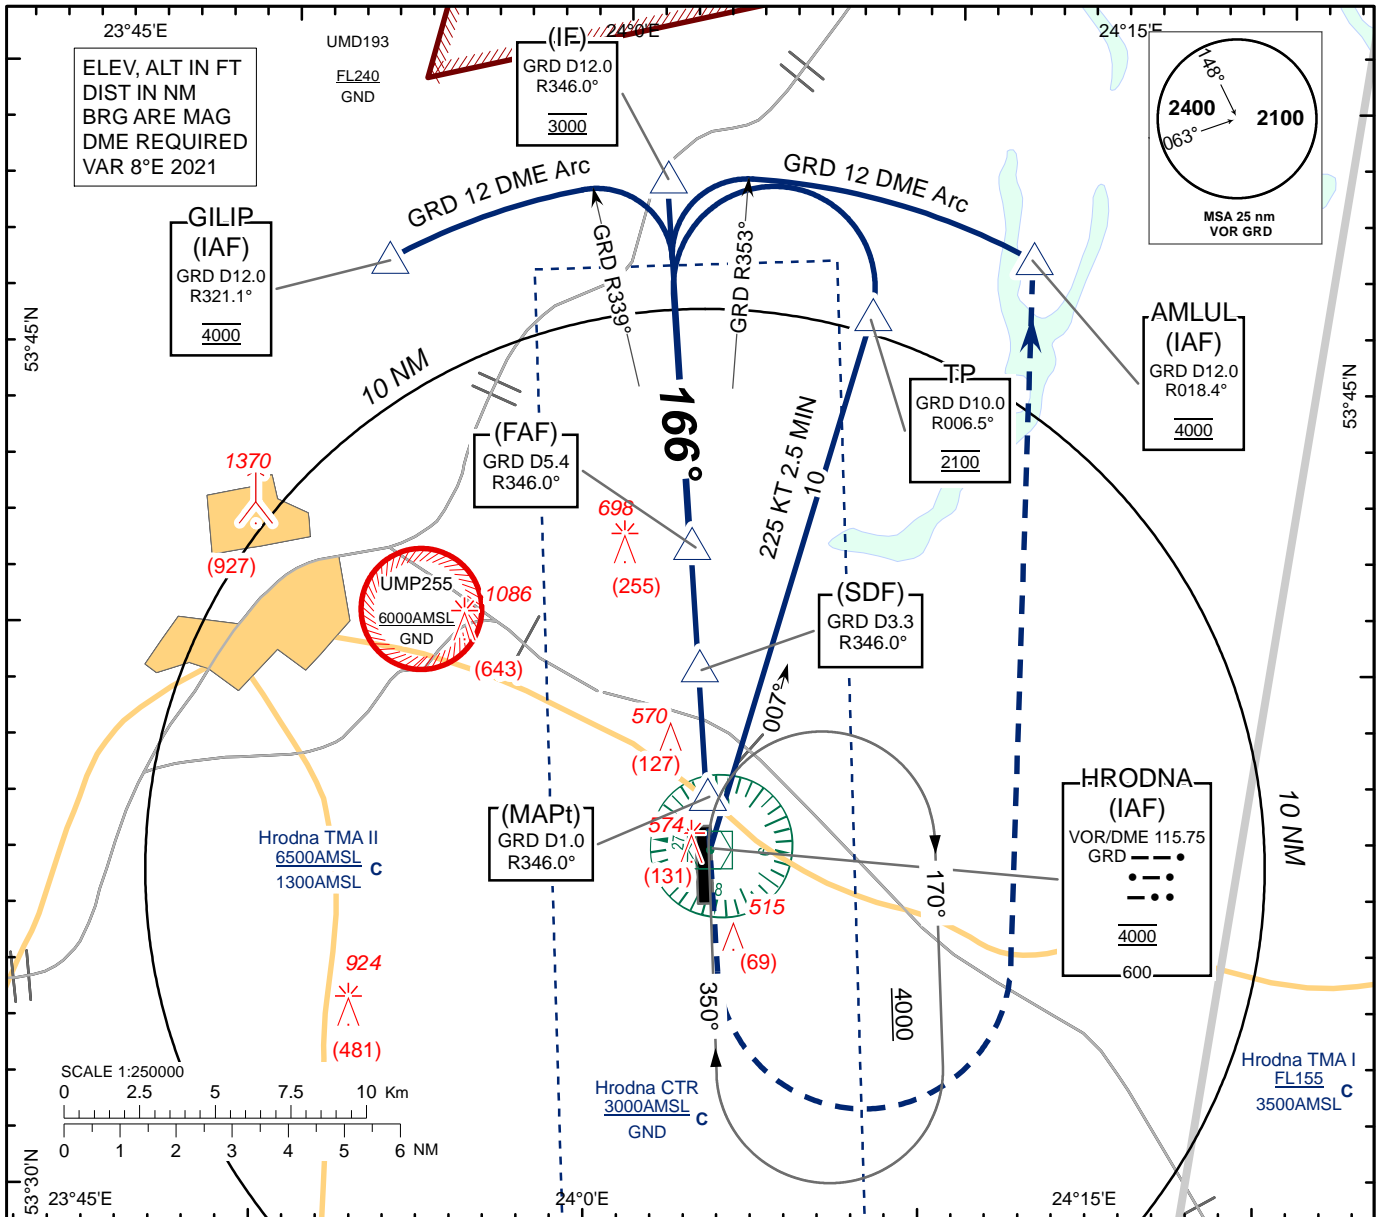 23°45'E
24°0'E
24°15'E
ELEV, ALT IN FT
DIST IN NM
BRG ARE MAG
DME REQUIRED
VAR 8°E 2021
UMD193
FL240
GND
(IF)
GRD D12.0
R346.0°
3000
148°
2400
2100
063°
MSA 25 nm
VOR GRD
GRD 12 DME Arc
GRD 12 DME Arc
GILIP
(IAF)
GRD D12.0
R321.1°
4000
GRD R339°
GRD R353°
AMLUL
(IAF)
GRD D12.0
R018.4°
4000
53°45'N
53°45'N
10 NM
166°
TP
GRD D10.0
R006.5°
2100
(FAF)
GRD D5.4
R346.0°
225 KT 2.5 MIN
10
1370
(927)
698
(255)
UMP255
6000AMSL
GND
1086
(643)
(SDF)
GRD D3.3
R346.0°
007°
570
(127)
(MAPt)
GRD D1.0
R346.0°
574
(131)
27
8
515
(69)
HRODNA
(IAF)
VOR/DME 115.75
GRD
4000
600
10 NM
Hrodna TMA II
6500AMSL
C
1300AMSL
170°
350°
4000
924
(481)
SCALE 1:250000
0 2.5 5 7.5 10 Km
0 1 2 3 4 5 6 NM
Hrodna CTR
3000AMSL
C
GND
Hrodna TMA I
FL155
C
3500AMSL
53°30'N
23°45'E
24°0'E
24°15'E